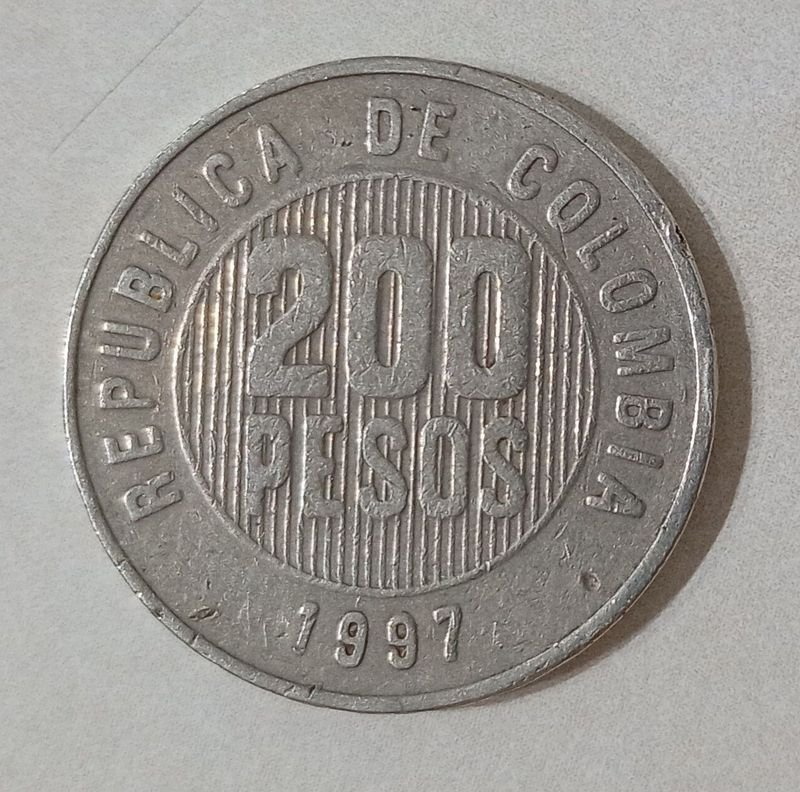 REPUBLICA DE COLOMBIA
200
PESOS
1997